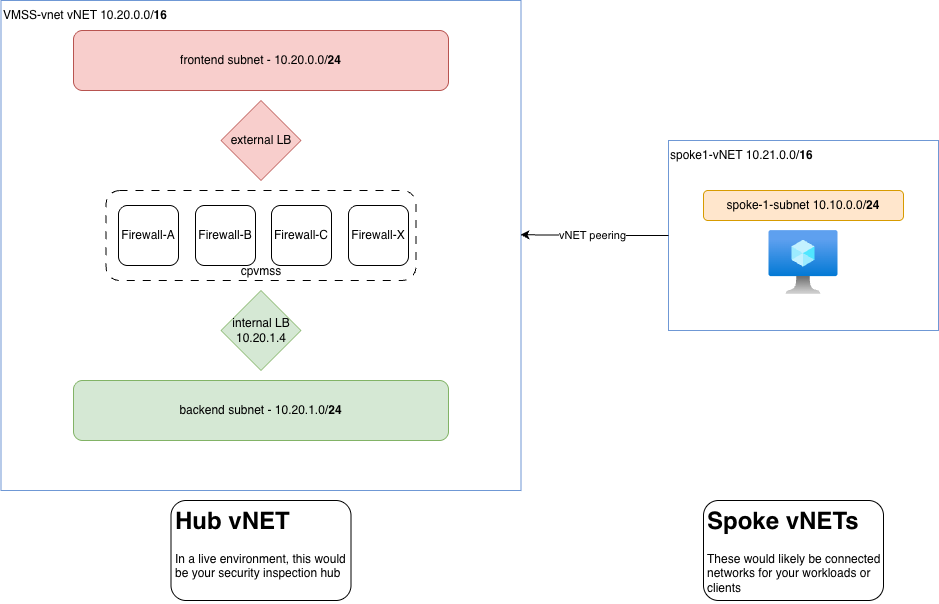 VMSS-vnet vNET 10.20.0.0/16
frontend subnet - 10.20.0.0/24
external LB
Firewall-A
Firewall-B
Firewall-C
Firewall-X
cpvmss
internal LB
10.20.1.4
backend subnet - 10.20.1.0/24
vNET peering
spoke1-vNET 10.21.0.0/16
spoke-1-subnet 10.10.0.0/24
Hub vNET
In a live environment, this would
be your security inspection hub
Spoke vNETs
These would likely be connected
networks for your workloads or
clients